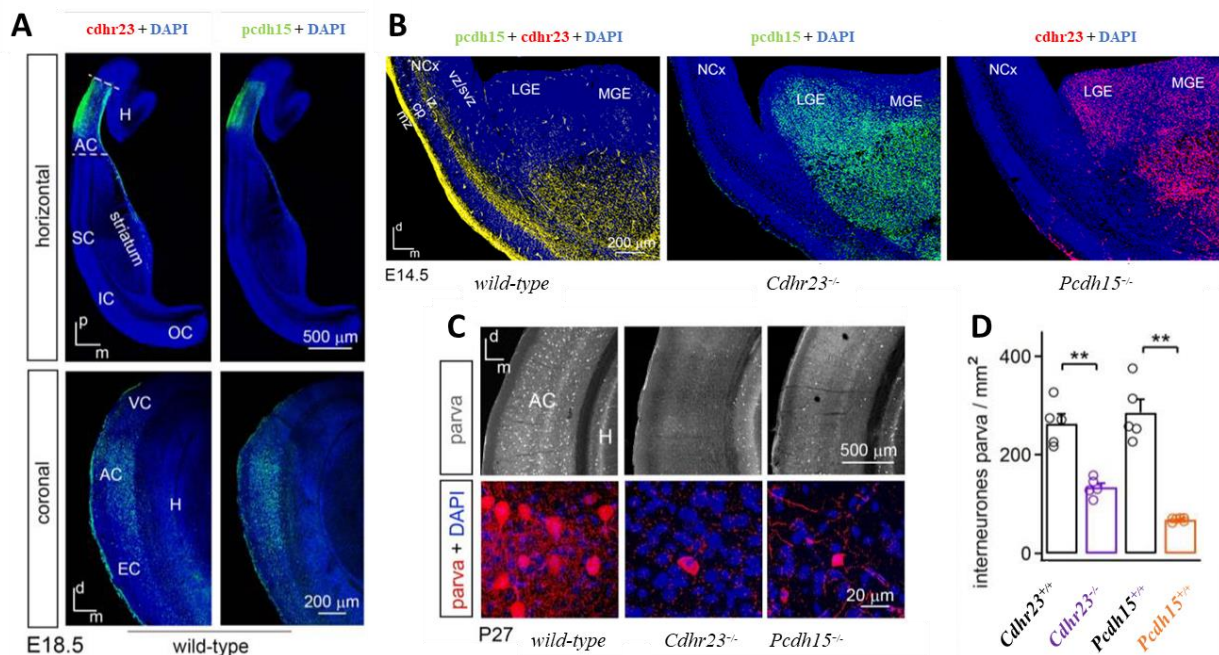 A
cdhr23 + DAPI
pcdh15 + DAPI
horizontal
H
AC
SC
striatum
IC
OC
p
m
500 μm
coronal
VC
AC
H
EC
d
m
200 μm
E18.5
wild-type
B
pcdh15 + cdhr23 + DAPI
pcdh15 + DAPI
cdhr23 + DAPI
NCx
vz/svz
iz
cp
mz
LGE
MGE
d
m
200 μm
NCx
LGE
MGE
NCx
LGE
MGE
E14.5
wild-type
Cdhr23-/-
Pcdh15-/-
C
parva
d
m
AC
H
500 μm
parva + DAPI
20 μm
P27
wild-type
Cdhr23-/-
Pcdh15-/-
D
interneurones parva / mm²
400
200
0
**
**
Cdhr23+/+
Cdhr23-/-
Pcdh15+/+
Pcdh15+/+